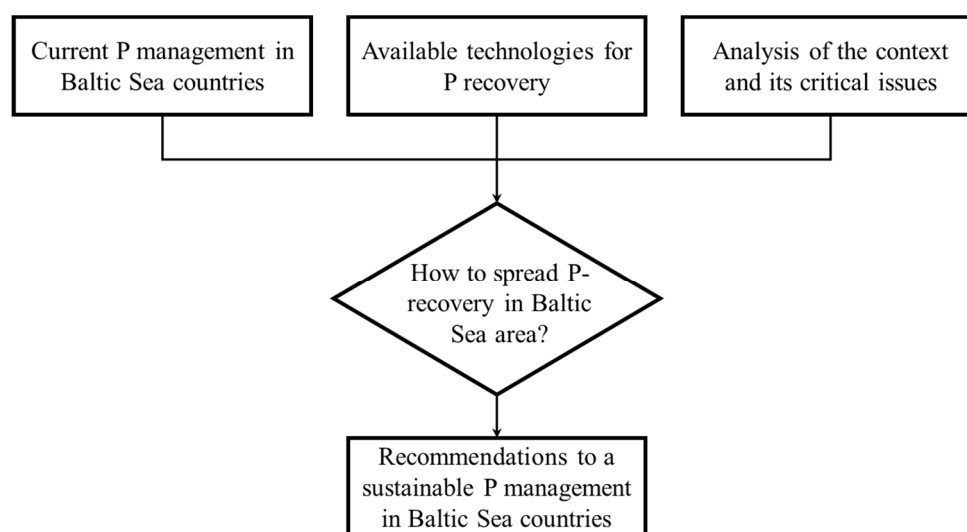 Current P management in
Baltic Sea countries
Available technologies for
P recovery
Analysis of the context
and its critical issues
How to spread P-
recovery in Baltic
Sea area?
Recommendations to a
sustainable P management
in Baltic Sea countries